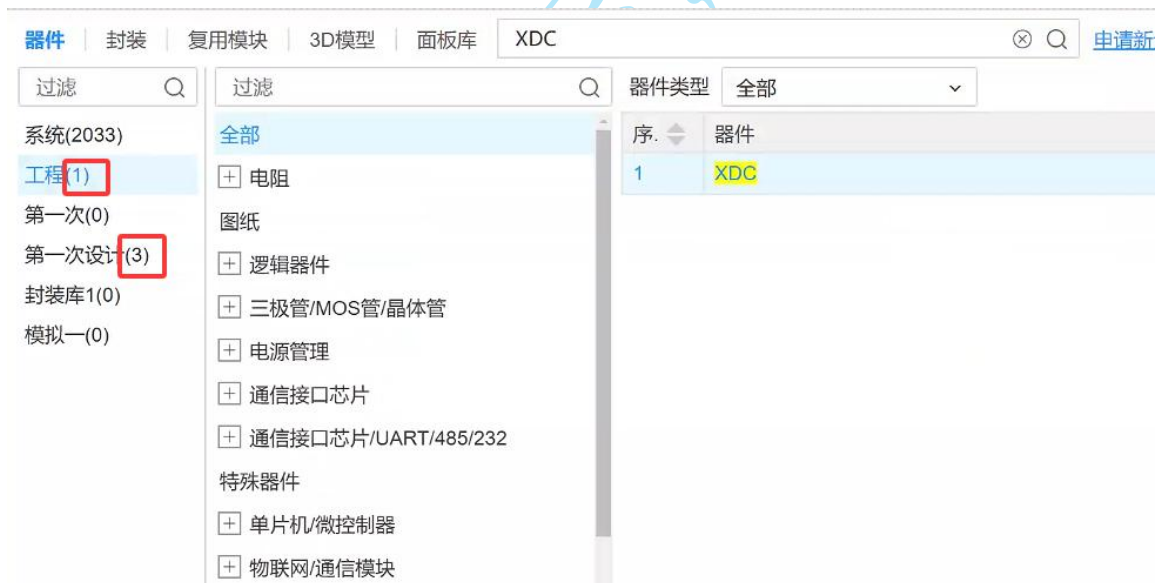 器件 封装 复用模块 3D模型 面板库 XDC 申请新
过滤 过滤 器件类型 全部
系统(2033) 全部 序. 器件
工程(1) 电阻 1 XDC
第一次(0) 图纸
第一次设计(3) 逻辑器件
封装库1(0) 三极管/MOS管/晶体管
模拟一(0) 电源管理
通信接口芯片
通信接口芯片/UART/485/232
特殊器件
单片机/微控制器
物联网/通信模块